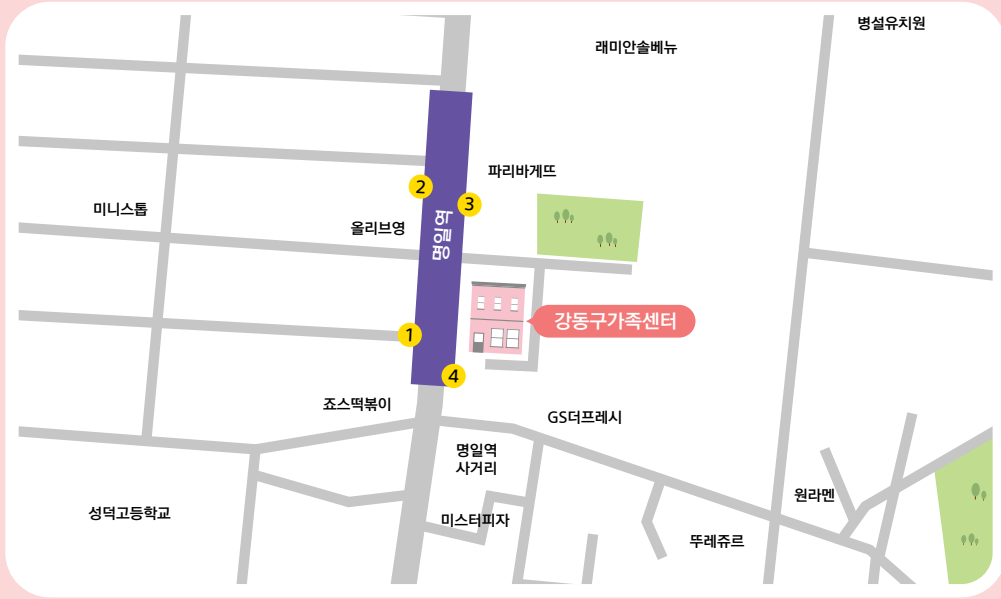 병설유치원
래미안솔베뉴
파리바게뜨
2
3
미니스톱
올리브영
명일역
강동구가족센터
1
4
죠스떡볶이
GS더프레시
명일역
사거리
원라멘
성덕고등학교
미스터피자
뚜레쥬르